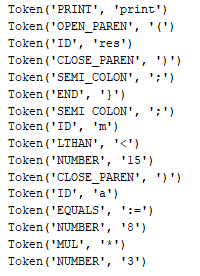 Token('PRINT', 'print')
Token('OPEN_PAREN', '(')
Token('ID', 'res')
Token('CLOSE_PAREN', ')')
Token('SEMI_COLON', ';')
Token('END', '}')
Token('SEMI COLON', ';')
Token('ID', 'm')
Token('LTHAN', '<')
Token('NUMBER', '15')
Token('CLOSE_PAREN', ')')
Token('ID', 'a')
Token('EQUALS', ':=')
Token('NUMBER', '8')
Token('MUL', '*')
Token('NUMBER', '3')